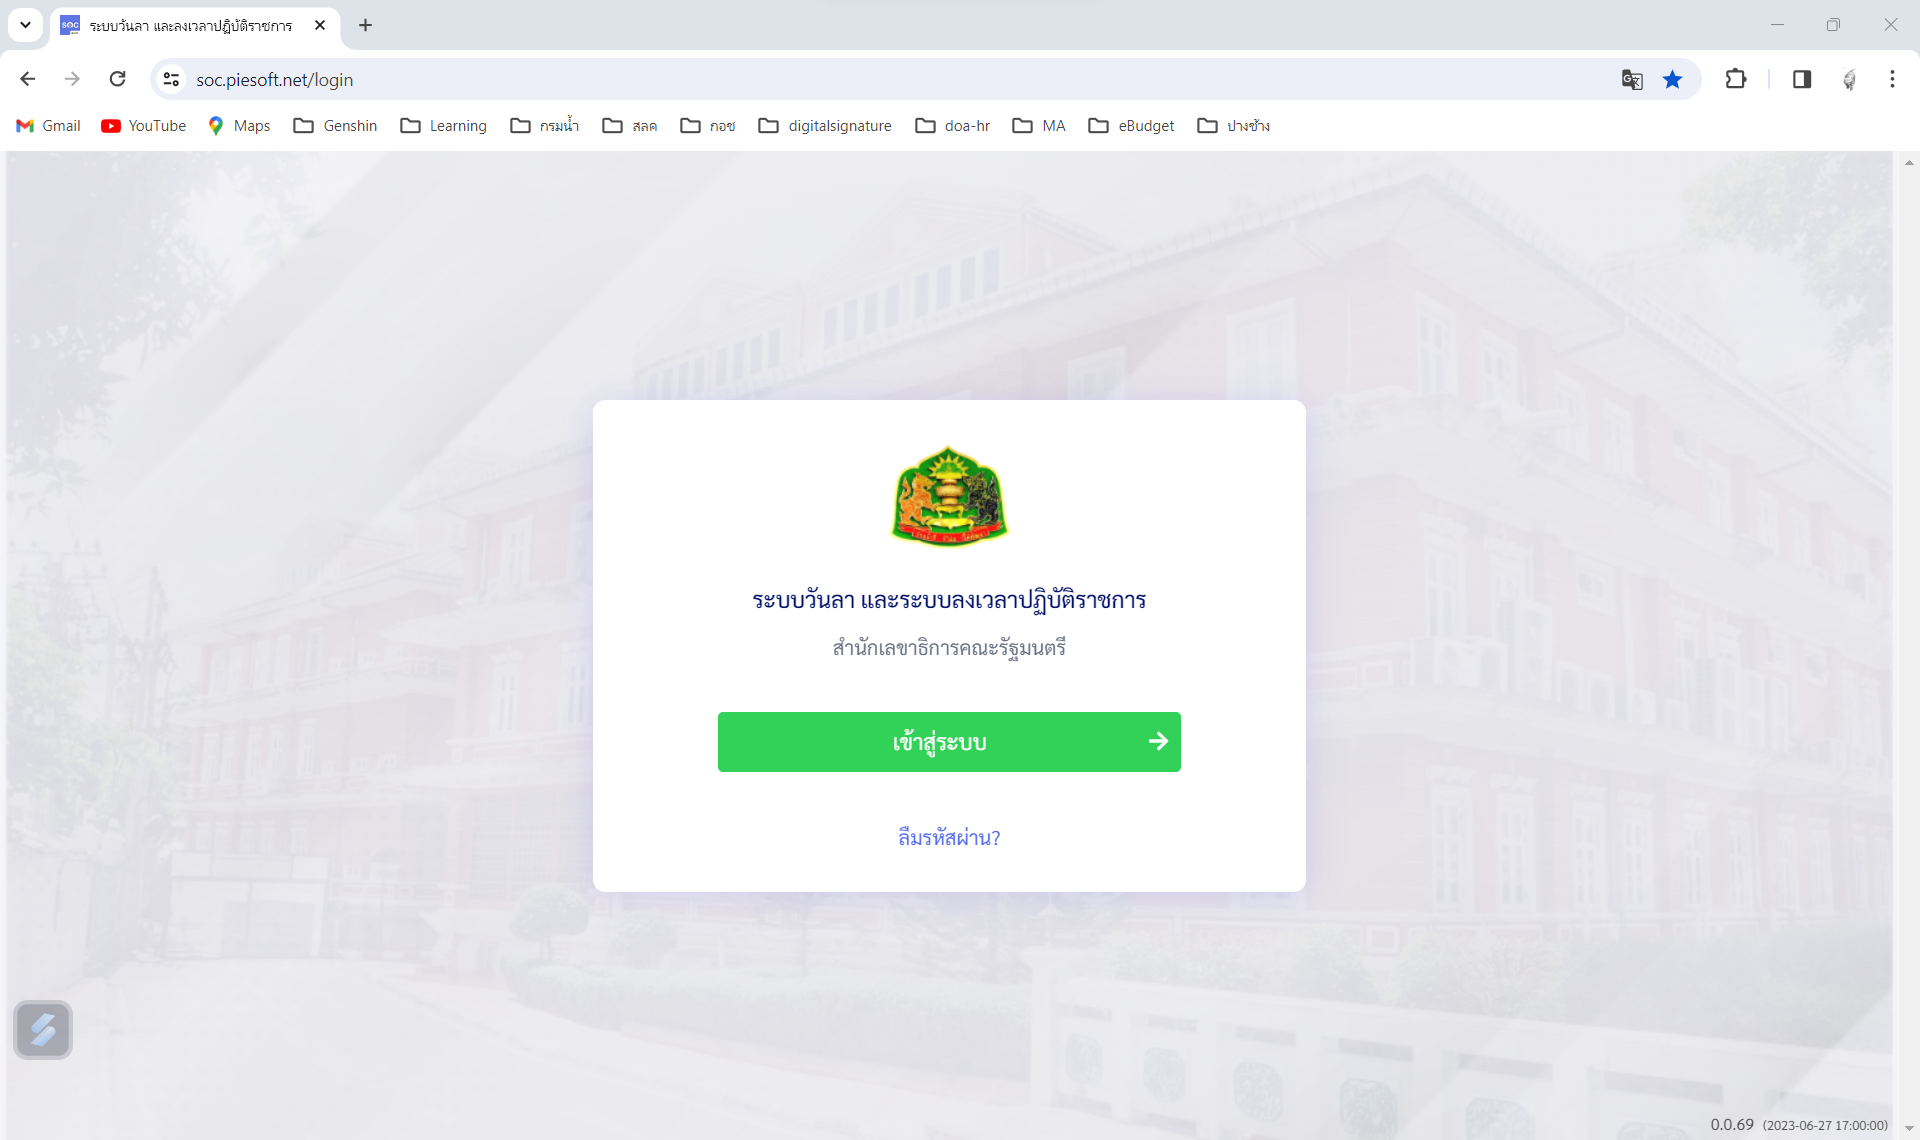 ระบบวันลา และลงเวลาปฏิบัติราชการ
soc.piesoft.net/login
Gmail YouTube Maps Genshin Learning กรมน้ำ สลค กอช digitalsignature doa-hr MA eBudget ปางช้าง
ระบบวันลา และระบบลงเวลาปฏิบัติราชการ
สำนักเลขาธิการคณะรัฐมนตรี
เข้าสู่ระบบ
ลืมรหัสผ่าน?
0.0.69 (2023-06-27 17:00:00)